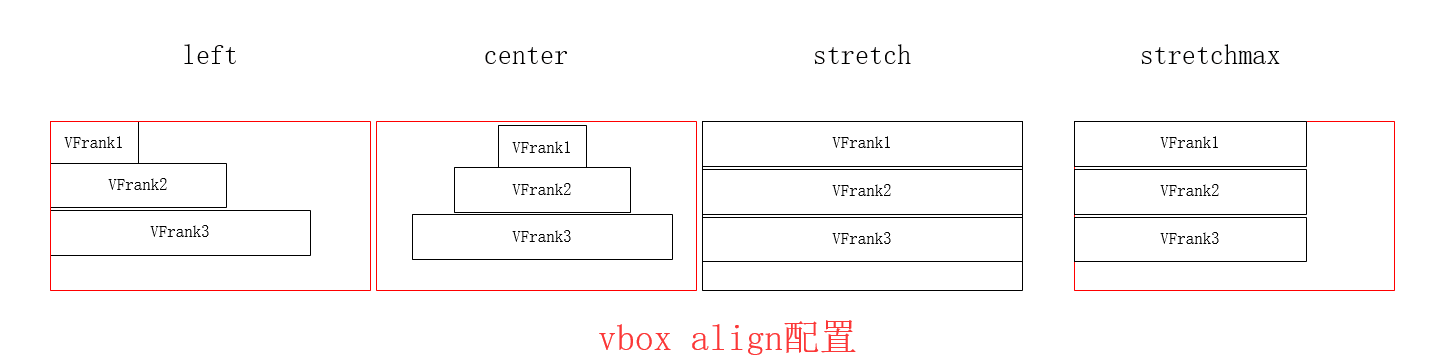 left center stretch stretchmax
VFrank1 VFrank1 VFrank1 VFrank1
VFrank2 VFrank2 VFrank2 VFrank2
VFrank3 VFrank3 VFrank3 VFrank3
vbox align配置